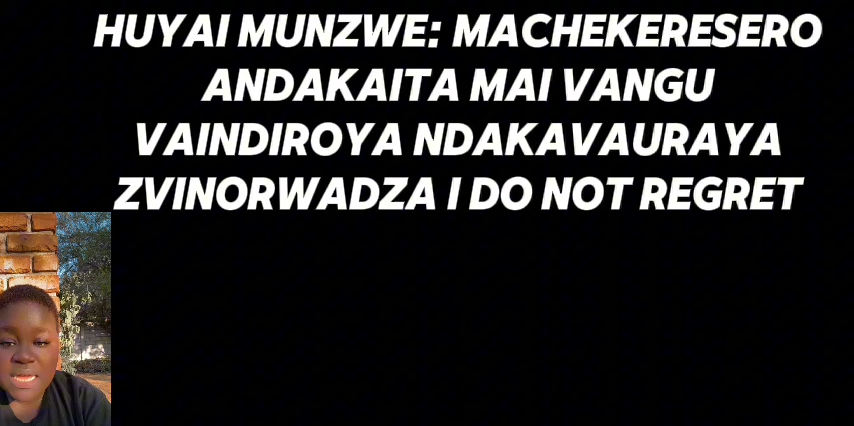 HUYAI MUNZWE: MACHEKERESERO
ANDAKAITA MAI VANGU
VAINDIROYA NDAKAVAURAYA
ZVINORWADZA I DO NOT REGRET